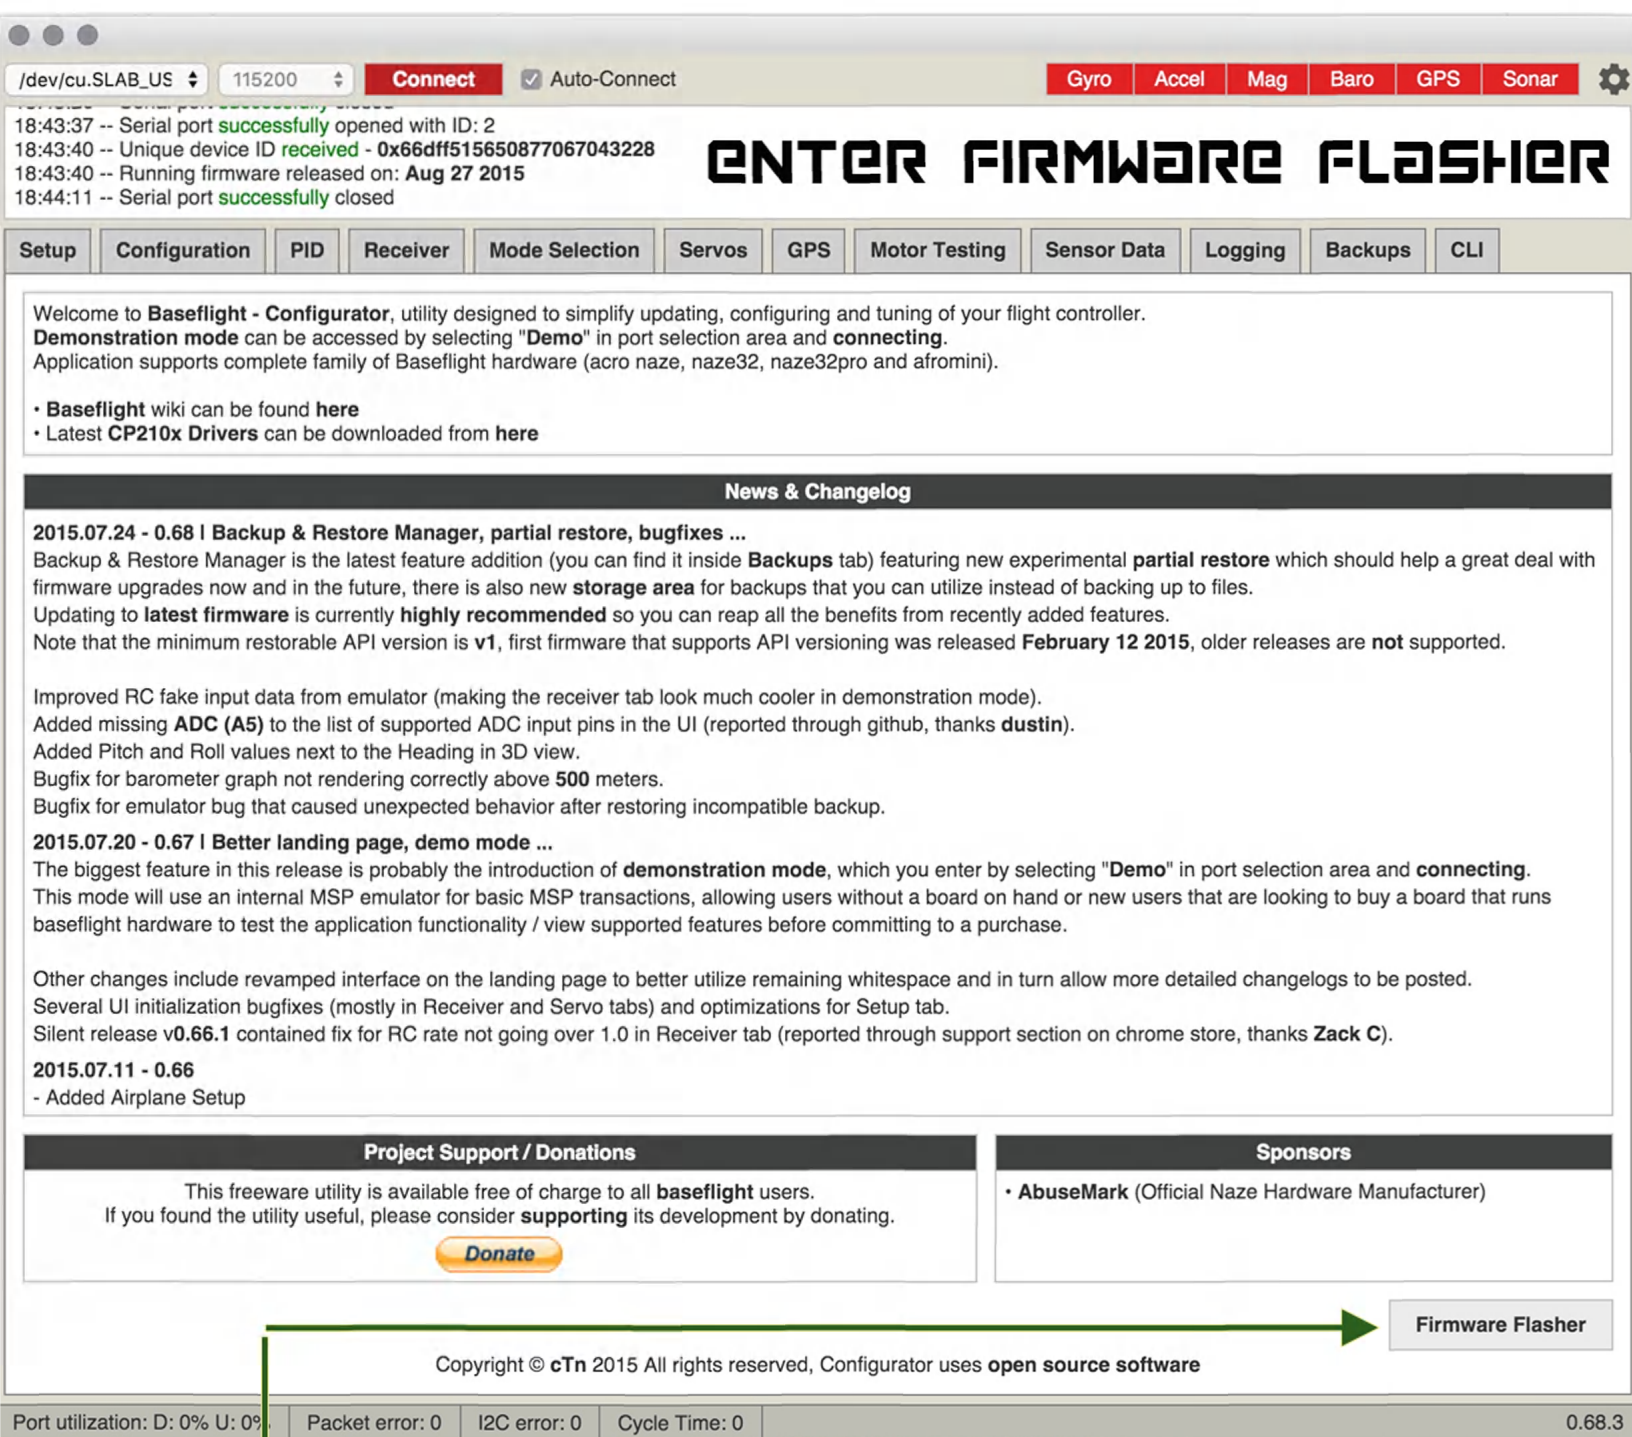 /dev/cu.SLAB_US 115200 Connect Auto-Connect Gyro Accel Mag Baro GPS Sonar
18:43:37 -- Serial port successfully opened with ID: 2
18:43:40 -- Unique device ID received - 0x66dff515650877067043228
18:43:40 -- Running firmware released on: Aug 27 2015
18:44:11 -- Serial port successfully closed
ENTER FIRMWARE FLASHER
Setup Configuration PID Receiver Mode Selection Servos GPS Motor Testing Sensor Data Logging Backups CLI
Welcome to Baseflight - Configurator, utility designed to simplify updating, configuring and tuning of your flight controller.
Demonstration mode can be accessed by selecting "Demo" in port selection area and connecting.
Application supports complete family of Baseflight hardware (acro naze, naze32, naze32pro and afromini).
· Baseflight wiki can be found here
· Latest CP210x Drivers can be downloaded from here
News & Changelog
2015.07.24 - 0.68 | Backup & Restore Manager, partial restore, bugfixes ...
Backup & Restore Manager is the latest feature addition (you can find it inside Backups tab) featuring new experimental partial restore which should help a great deal with
firmware upgrades now and in the future, there is also new storage area for backups that you can utilize instead of backing up to files.
Updating to latest firmware is currently highly recommended so you can reap all the benefits from recently added features.
Note that the minimum restorable API version is v1, first firmware that supports API versioning was released February 12 2015, older releases are not supported.
Improved RC fake input data from emulator (making the receiver tab look much cooler in demonstration mode).
Added missing ADC (A5) to the list of supported ADC input pins in the UI (reported through github, thanks dustin).
Added Pitch and Roll values next to the Heading in 3D view.
Bugfix for barometer graph not rendering correctly above 500 meters.
Bugfix for emulator bug that caused unexpected behavior after restoring incompatible backup.
2015.07.20 - 0.67 | Better landing page, demo mode ...
The biggest feature in this release is probably the introduction of demonstration mode, which you enter by selecting "Demo" in port selection area and connecting.
This mode will use an internal MSP emulator for basic MSP transactions, allowing users without a board on hand or new users that are looking to buy a board that runs
baseflight hardware to test the application functionality / view supported features before committing to a purchase.
Other changes include revamped interface on the landing page to better utilize remaining whitespace and in turn allow more detailed changelogs to be posted.
Several UI initialization bugfixes (mostly in Receiver and Servo tabs) and optimizations for Setup tab.
Silent release v0.66.1 contained fix for RC rate not going over 1.0 in Receiver tab (reported through support section on chrome store, thanks Zack C).
2015.07.11 - 0.66
- Added Airplane Setup
Project Support / Donations
This freeware utility is available free of charge to all baseflight users.
If you found the utility useful, please consider supporting its development by donating.
Donate
Sponsors
· AbuseMark (Official Naze Hardware Manufacturer)
Firmware Flasher
Copyright © cTn 2015 All rights reserved, Configurator uses open source software
Port utilization: D: 0% U: 0% Packet error: 0 I2C error: 0 Cycle Time: 0 0.68.3